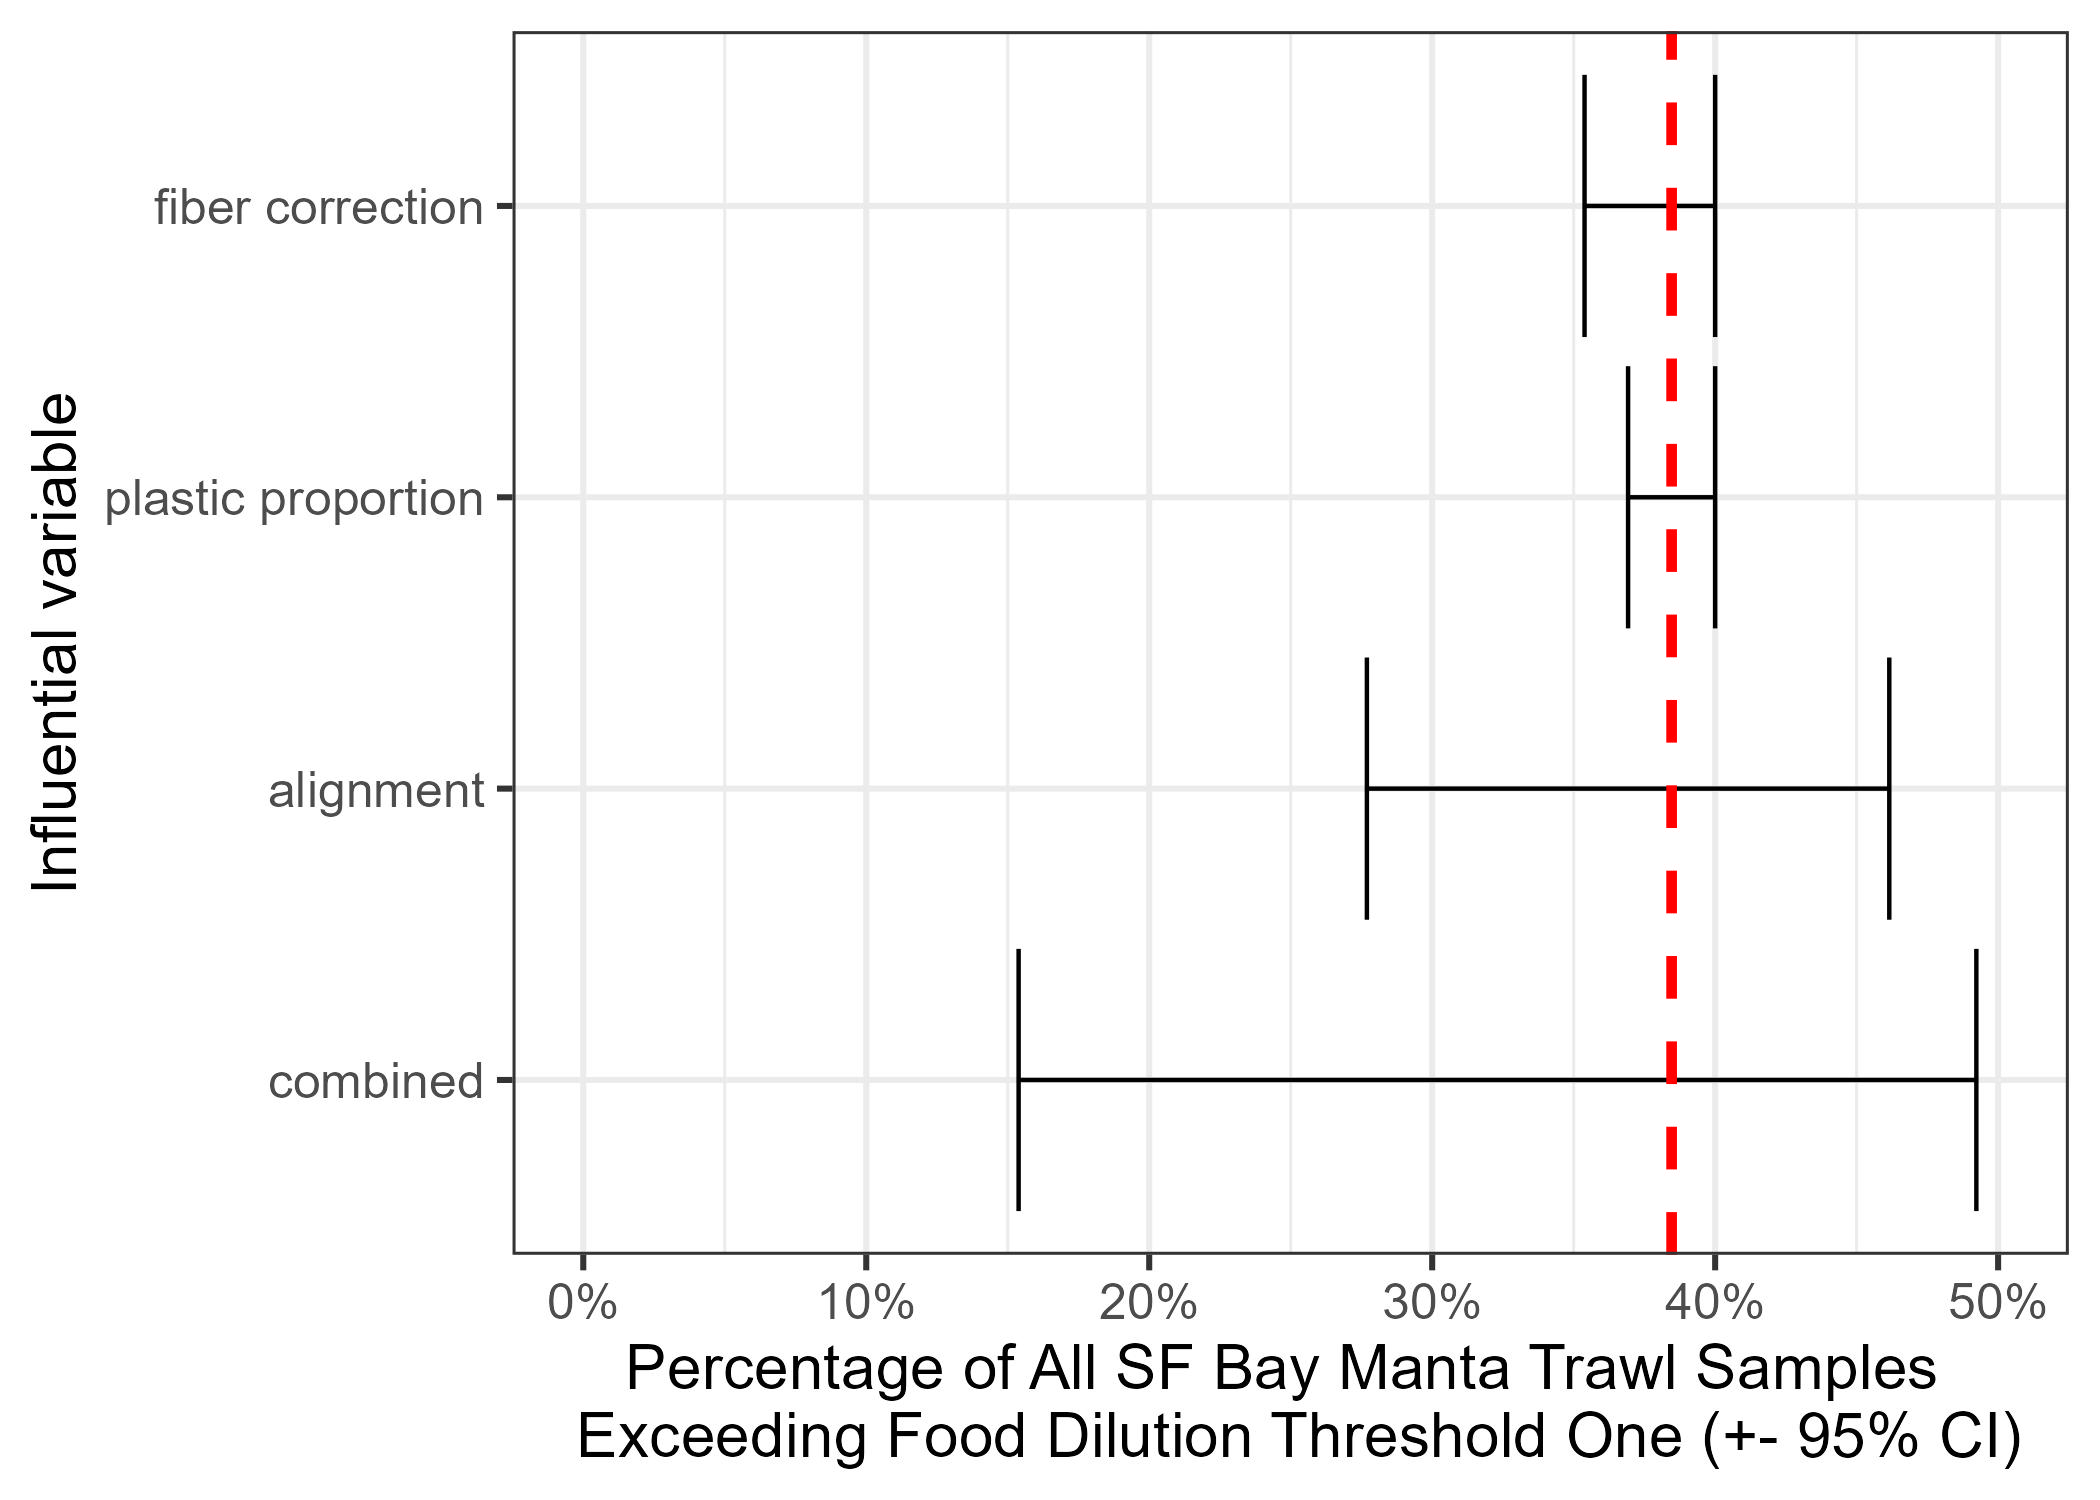 Influential variable
fiber correction
plastic proportion
alignment
combined
0% 10% 20% 30% 40% 50%
Percentage of All SF Bay Manta Trawl Samples
Exceeding Food Dilution Threshold One (+- 95% CI)